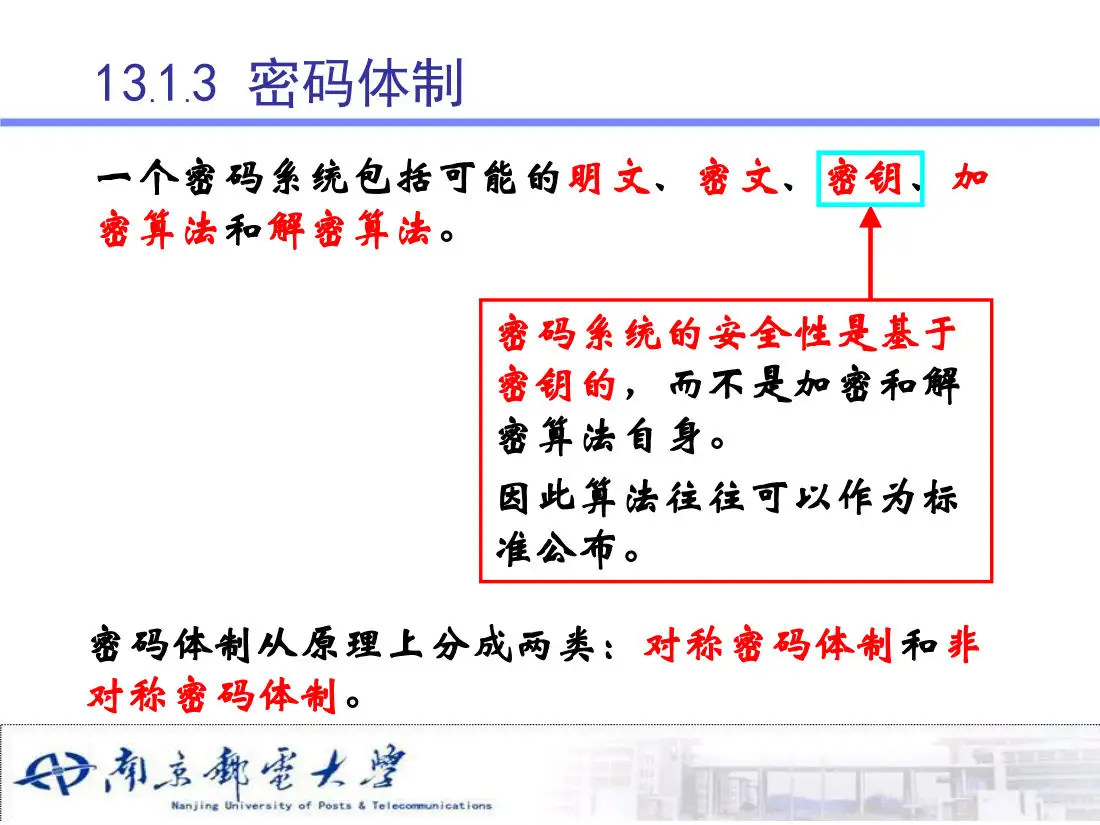 13.1.3 密码体制
一个密码系统包括可能的明文、密文、密钥、加
密算法和解密算法。
密码系统的安全性是基于
密钥的，而不是加密和解
密算法自身。
因此算法往往可以作为标
准公布。
密码体制从原理上分成两类：对称密码体制和非
对称密码体制。
南京郵電大學
Nanjing University of Posts & Telecommunications